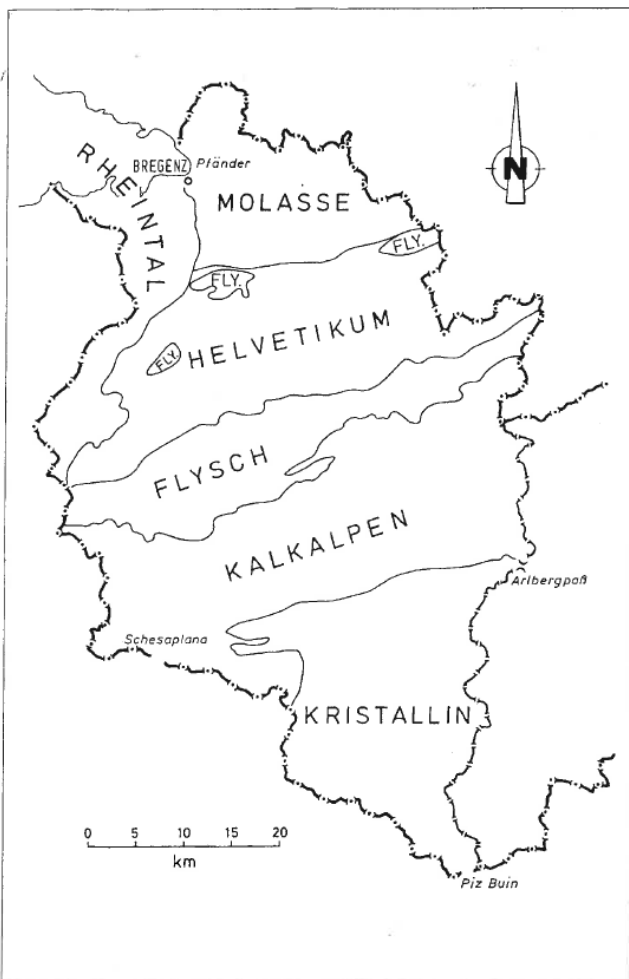 RHEINTAL
BREGENZ
Pfänder
N
MOLASSE
FLY.
FLY.
HELVETIKUM
FLY.
FLYSCH
KALKALPEN
Arlbergpaß
Schesaplana
KRISTALLIN
0 5 10 15 20
km
Piz Buin